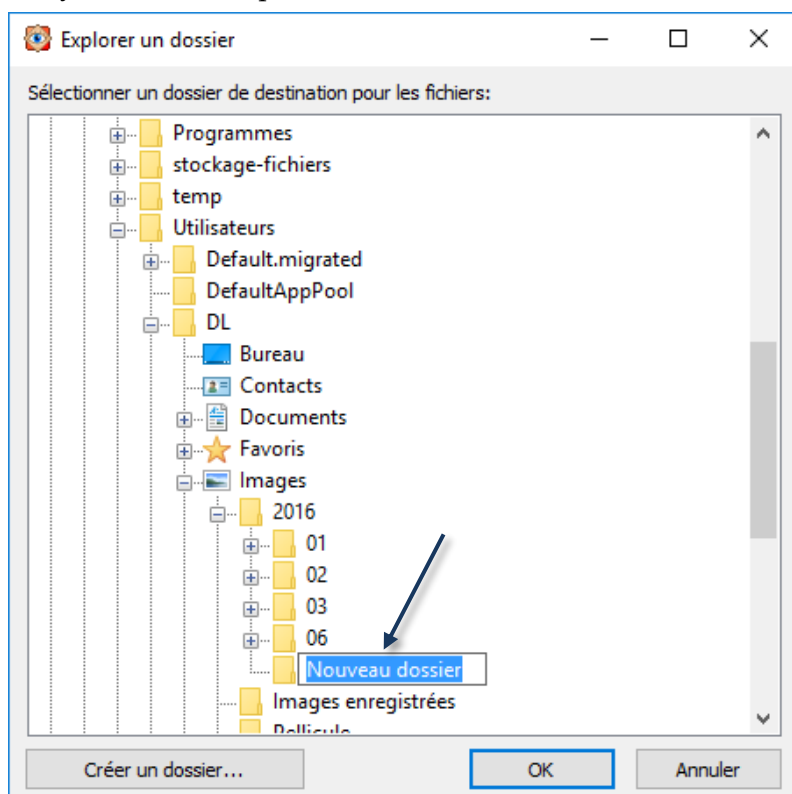 Explorer un dossier
Sélectionner un dossier de destination pour les fichiers:
Programmes
stockage-fichiers
temp
Utilisateurs
Default.migrated
DefaultAppPool
DL
Bureau
Contacts
Documents
Favoris
Images
2016
01
02
03
06
Nouveau dossier
Images enregistrées
Pellicule
Créer un dossier...
OK
Annuler